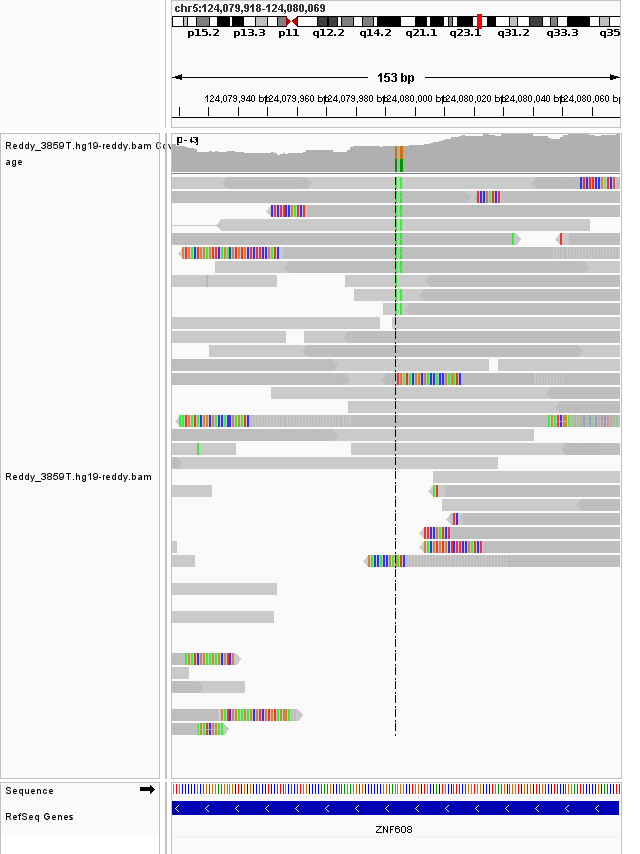 chr5:124,079,918-124,080,069
p15.2 p13.3 p11 q12.2 q14.2 q21.1 q23.1 q31.2 q33.3 q35
153 bp
124,079,940 bp 124,079,960 bp 124,079,980 bp 124,080,000 bp 124,080,020 bp 124,080,040 bp 124,080,060 bp
Reddy_3859T.hg19-reddy.bam Cov
age
Reddy_3859T.hg19-reddy.bam
Sequence
RefSeq Genes
ZNF608